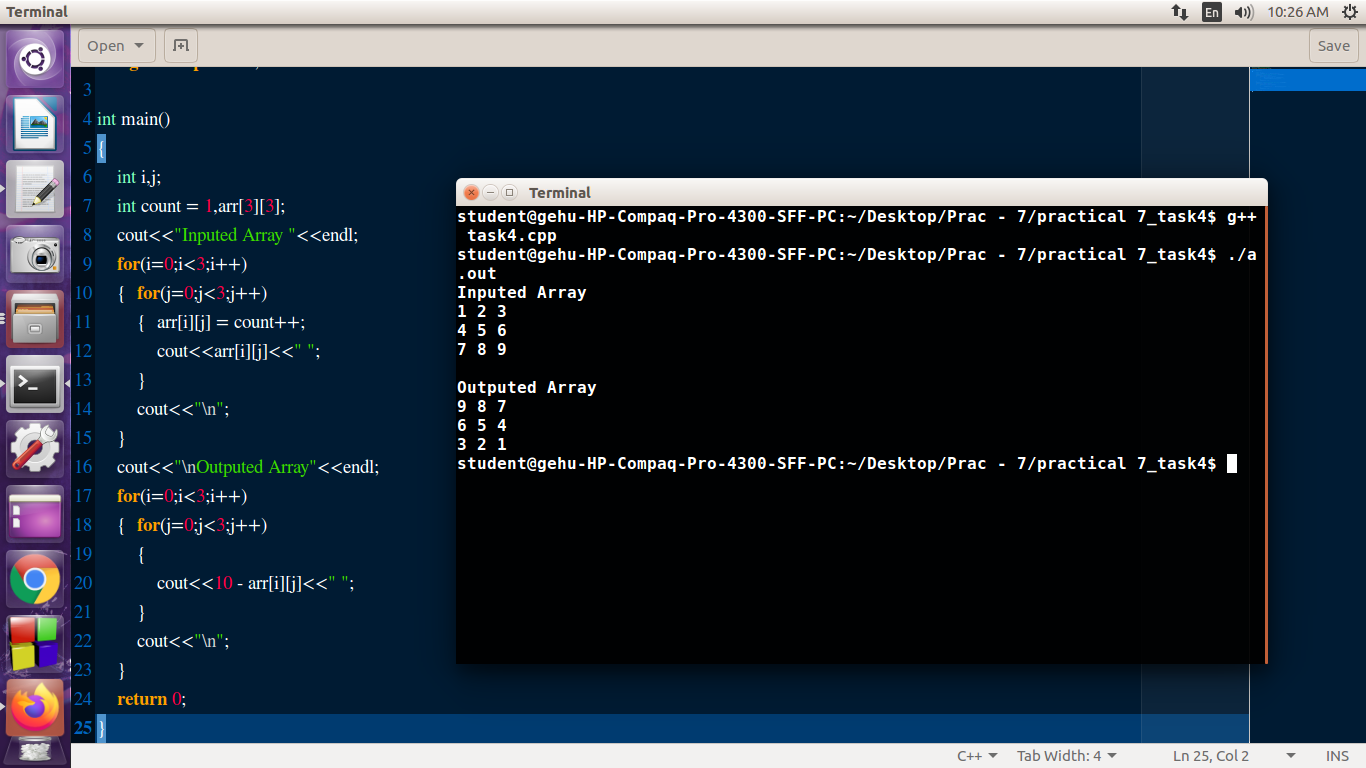 Terminal
En
10:26 AM
Open
Save
3
4 int main()
5 {
6 int i,j;
7 int count = 1,arr[3][3];
8 cout<<"Inputed Array "<<endl;
9 for(i=0;i<3;i++)
10 { for(j=0;j<3;j++)
11 { arr[i][j] = count++;
12 cout<<arr[i][j]<<" ";
13 }
14 cout<<"\n";
15 }
16 cout<<"\nOutputed Array"<<endl;
17 for(i=0;i<3;i++)
18 { for(j=0;j<3;j++)
19 {
20 cout<<10 - arr[i][j]<<" ";
21 }
22 cout<<"\n";
23 }
24 return 0;
25 }
Terminal
student@gehu-HP-Compaq-Pro-4300-SFF-PC:~/Desktop/Prac - 7/practical 7_task4$ g++
task4.cpp
student@gehu-HP-Compaq-Pro-4300-SFF-PC:~/Desktop/Prac - 7/practical 7_task4$ ./a
.out
Inputed Array
1 2 3
4 5 6
7 8 9
Outputed Array
9 8 7
6 5 4
3 2 1
student@gehu-HP-Compaq-Pro-4300-SFF-PC:~/Desktop/Prac - 7/practical 7_task4$
C++
Tab Width: 4
Ln 25, Col 2
INS